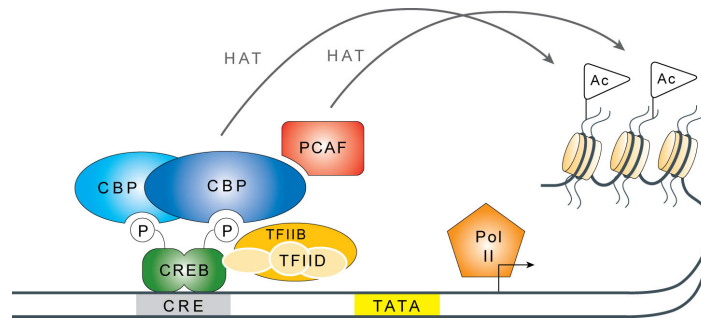 HAT
HAT
Ac
Ac
PCAF
CBP
CBP
P
P
TFIIB
TFIID
CREB
Pol
II
CRE
TATA